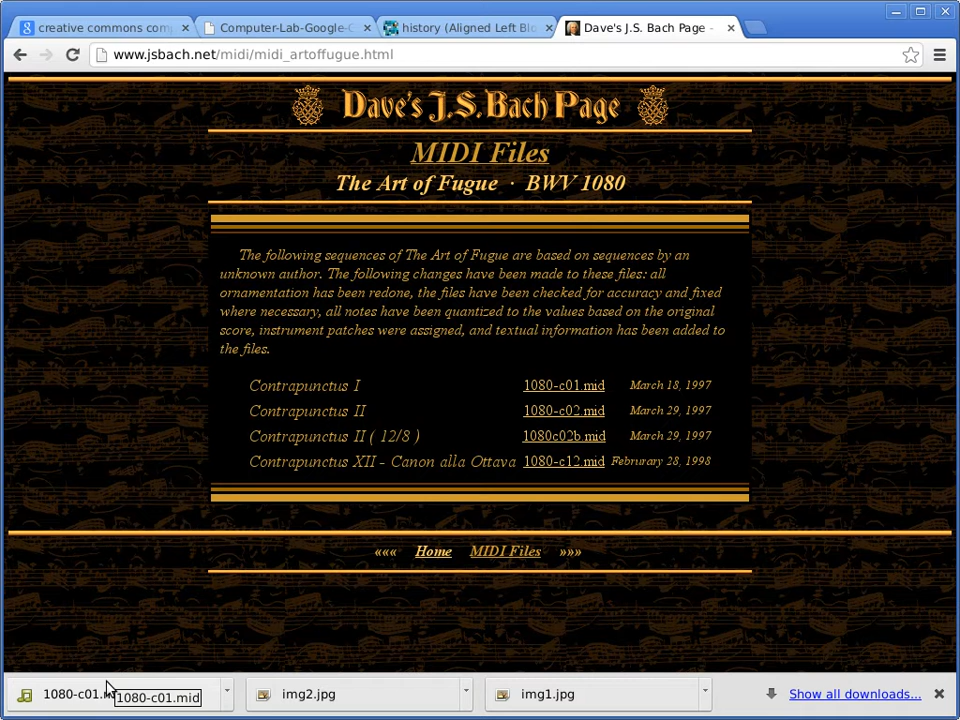 creative commons com
Computer-Lab-Google-C
history (Aligned Left Blo
Dave's J.S. Bach Page -
www.jsbach.net/midi/midi_artoffugue.html
Dave's J.S. Bach Page
MIDI Files
The Art of Fugue · BWV 1080
The following sequences of The Art of Fugue are based on sequences by an
unknown author. The following changes have been made to these files: all
ornamentation has been redone, the files have been checked for accuracy and fixed
where necessary, all notes have been quantized to the values based on the original
score, instrument patches were assigned, and textual information has been added to
the files.
Contrapunctus I 1080-c01.mid March 18, 1997
Contrapunctus II 1080-c02.mid March 29, 1997
Contrapunctus II ( 12/8 ) 1080c02b.mid March 29, 1997
Contrapunctus XII - Canon alla Ottava 1080-c12.mid Februrary 28, 1998
««« Home MIDI Files »»»
1080-c01.m
1080-c01.mid
img2.jpg
img1.jpg
Show all downloads...